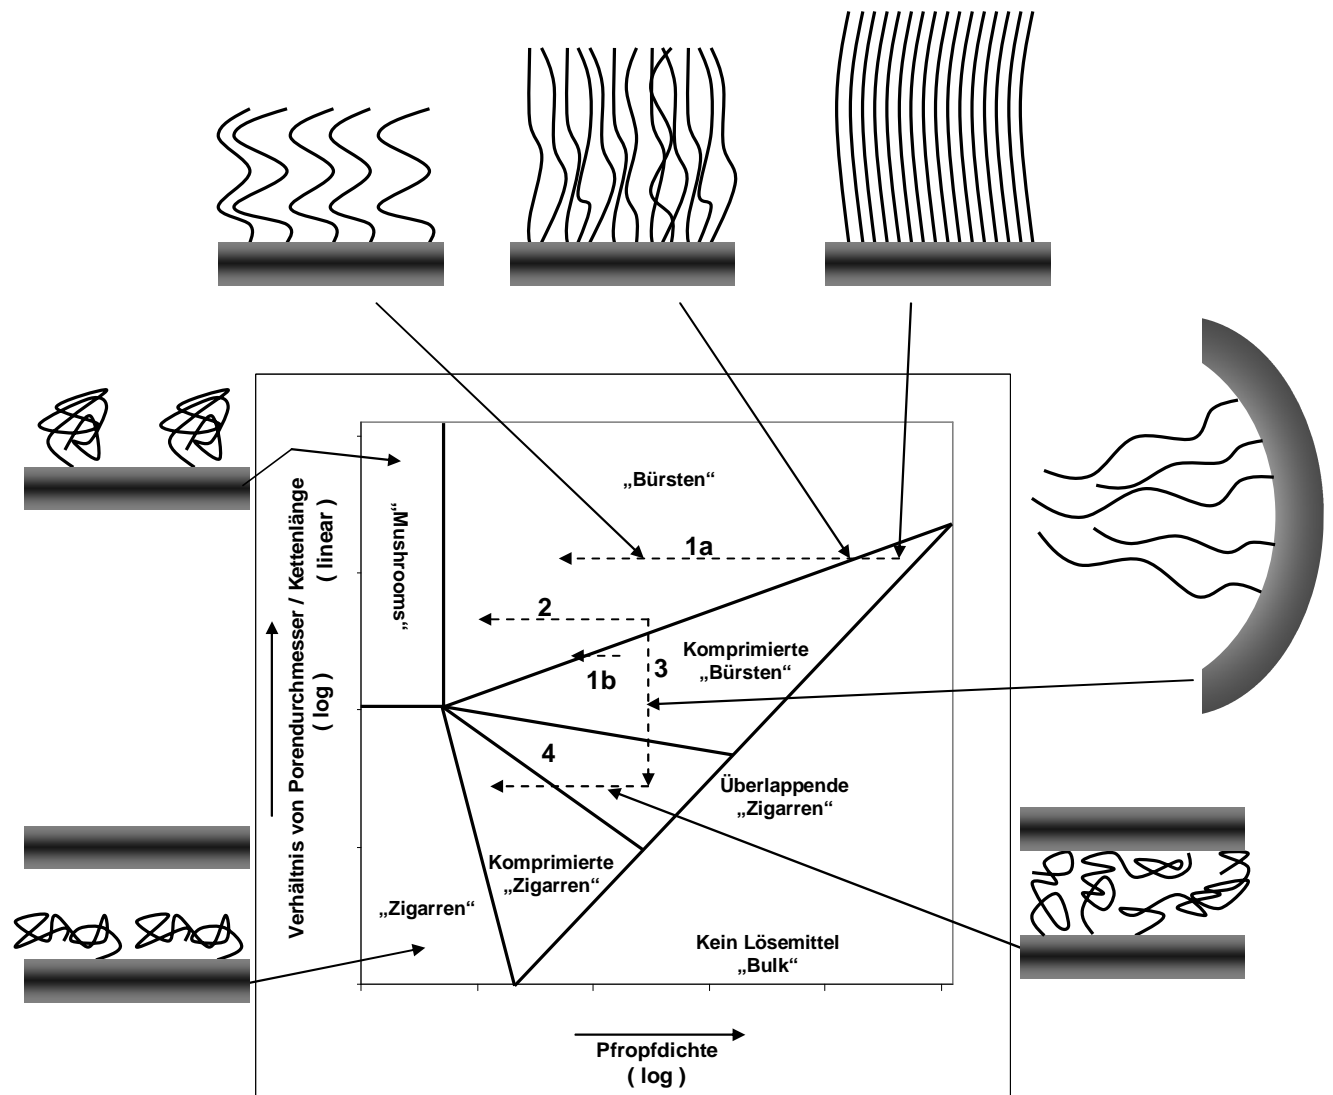 „Bürsten“
„Mushrooms“
1a
2
1b
3
Komprimierte
„Bürsten“
4
Überlappende
„Zigarren“
Komprimierte
„Zigarren“
„Zigarren“
Kein Lösemittel
„Bulk“
Verhältnis von Porendurchmesser / Kettenlänge
( log )
( linear )
Pfropfdichte
( log )